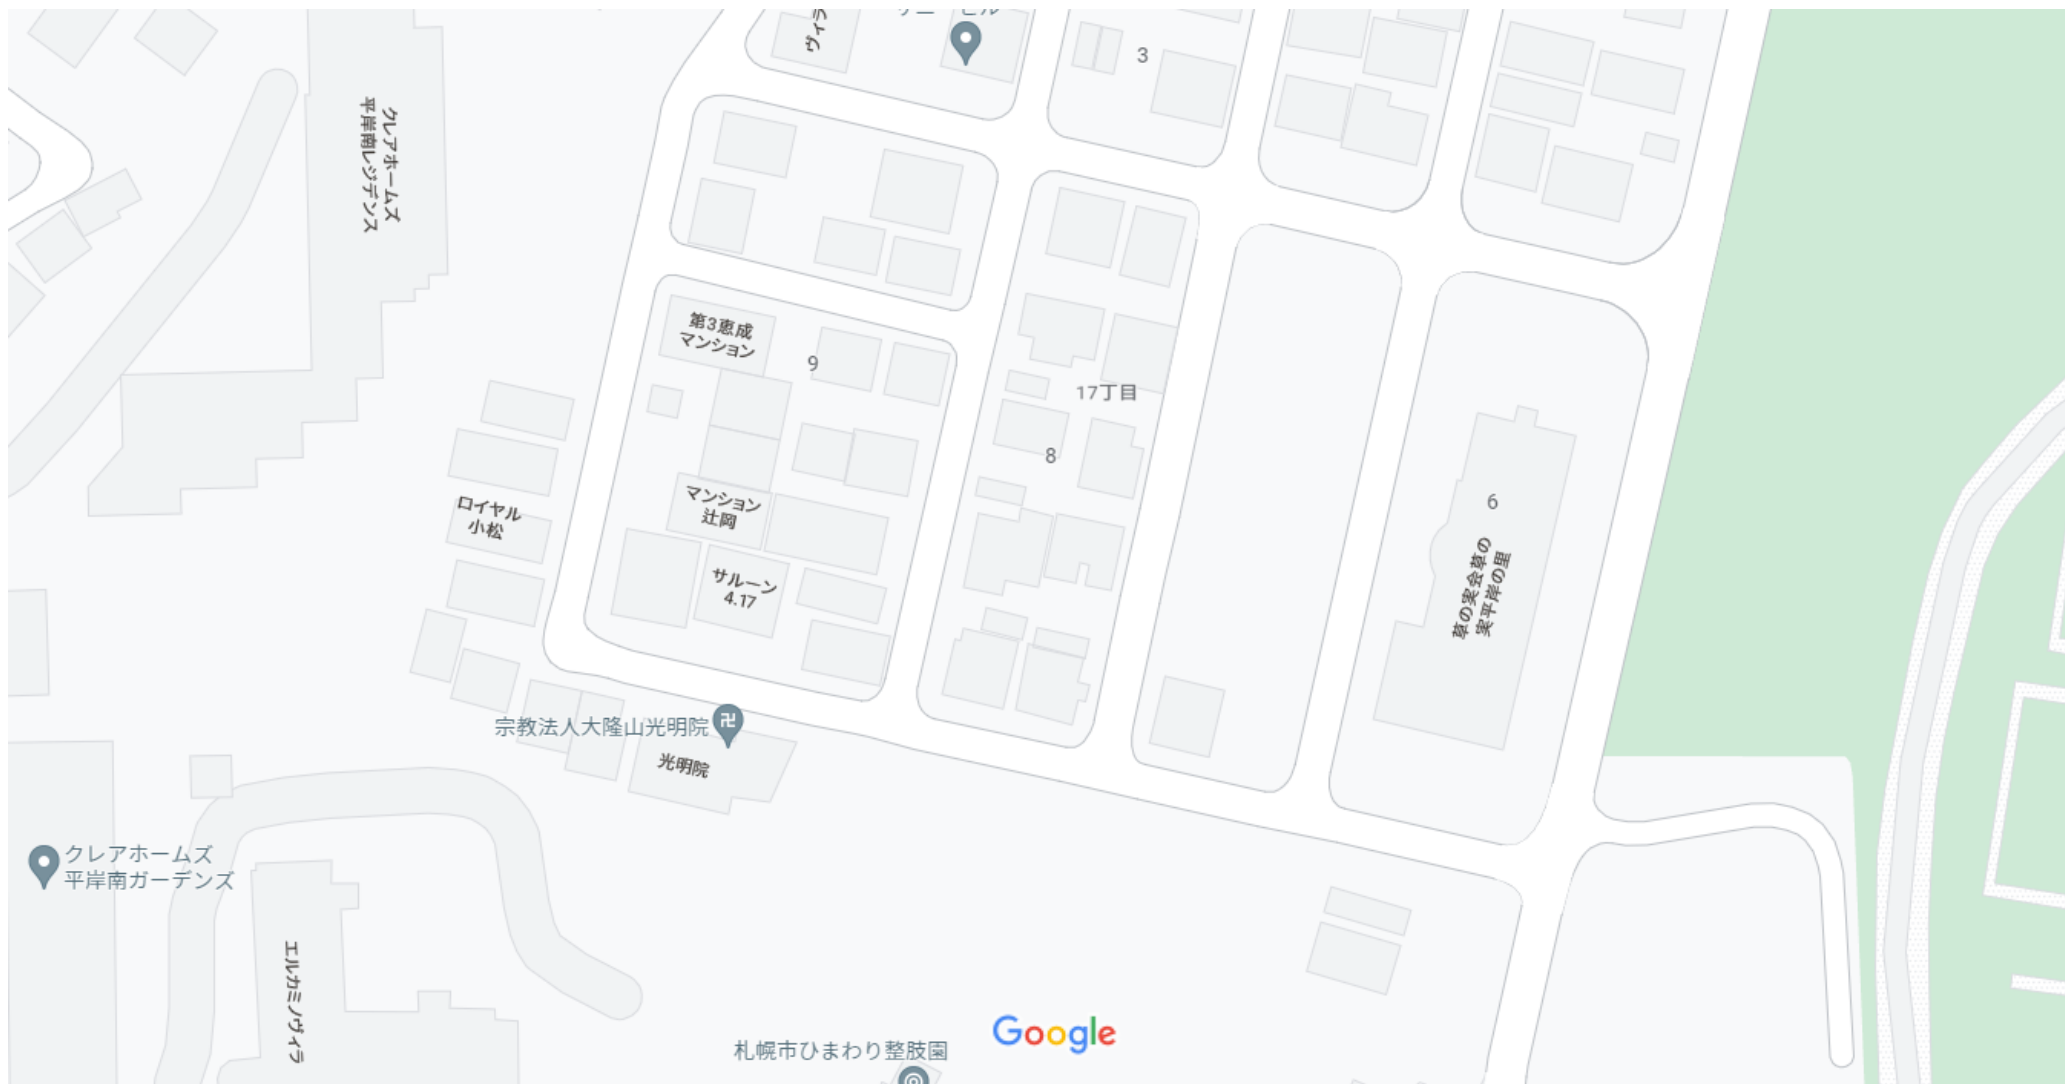 ヴィラ
3
クレアホームズ
平岸南レジデンス
第3恵成
マンション
9
17丁目
8
ロイヤル
小松
マンション
辻岡
6
サルーン
4.17
草の実会草の
実平岸の里
宗教法人大隆山光明院
卍
光明院
クレアホームズ
平岸南ガーデンズ
エルカミノヴィラ
Google
札幌市ひまわり整肢園